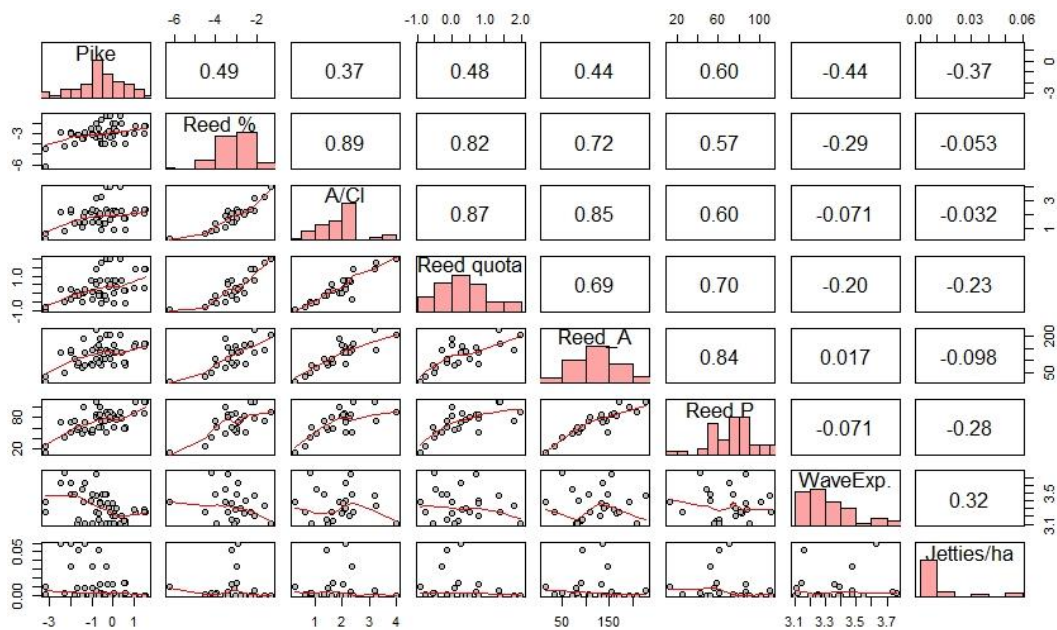 -6 -4 -2 -1.0 0.0 1.0 2.0 20 60 100 0.00 0.03 0.06
Pike 0.49 0.37 0.48 0.44 0.60 -0.44 -0.37 -3 0
-6 -3 Reed % 0.89 0.82 0.72 0.57 -0.29 -0.053
A/Cl 0.87 0.85 0.60 -0.071 -0.032 1 3
-1.0 1.0 Reed quota 0.69 0.70 -0.20 -0.23
Reed_A 0.84 0.017 -0.098 50 200
20 80 Reed P -0.071 -0.28
WaveExp. 0.32 3.1 3.5
0.00 0.05 Jetties/ha
-3 -1 0 1 1 2 3 4 50 150 3.1 3.3 3.5 3.7